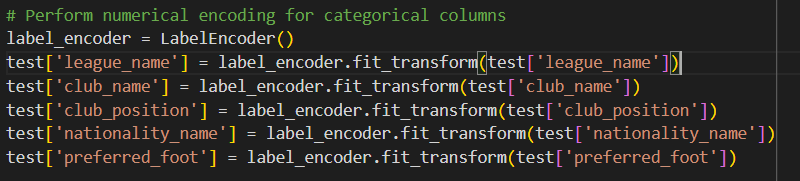 # Perform numerical encoding for categorical columns
label_encoder = LabelEncoder()
test['league_name'] = label_encoder.fit_transform(test['league_name'])
test['club_name'] = label_encoder.fit_transform(test['club_name'])
test['club_position'] = label_encoder.fit_transform(test['club_position'])
test['nationality_name'] = label_encoder.fit_transform(test['nationality_name'])
test['preferred_foot'] = label_encoder.fit_transform(test['preferred_foot'])